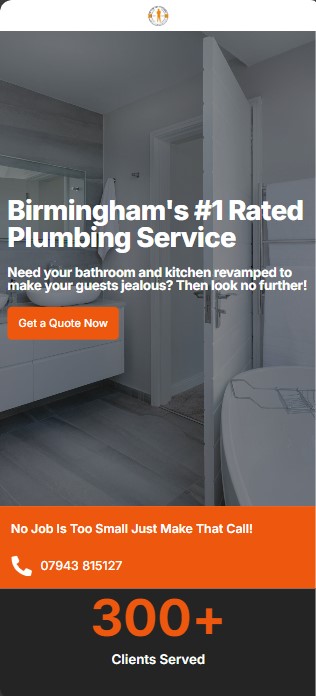 Birmingham's #1 Rated
Plumbing Service
Need your bathroom and kitchen revamped to
make your guests jealous? Then look no further!
Get a Quote Now
No Job Is Too Small Just Make That Call!
07943 815127
300+
Clients Served